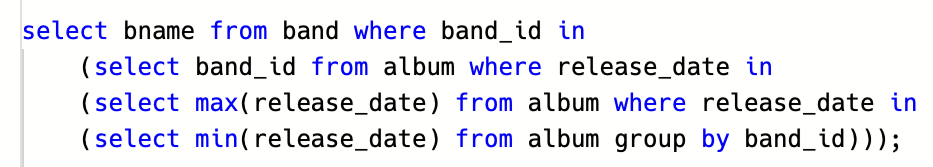 select bname from band where band_id in
    (select band_id from album where release_date in
    (select max(release_date) from album where release_date in
    (select min(release_date) from album group by band_id)));